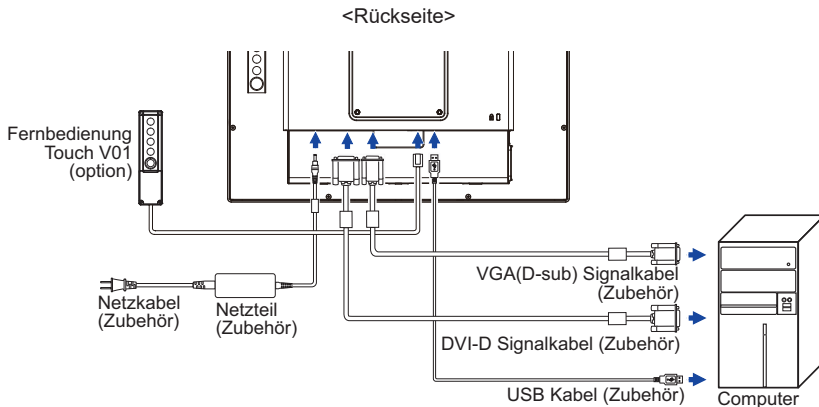 <Rückseite>
Fernbedienung
Touch V01
(option)
VGA(D-sub) Signalkabel
(Zubehör)
Netzkabel
(Zubehör)
Netzteil
(Zubehör)
DVI-D Signalkabel (Zubehör)
USB Kabel (Zubehör)
Computer